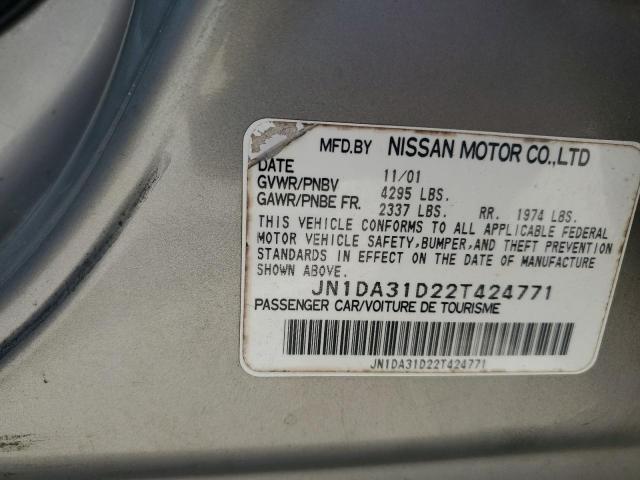 MFD.BY NISSAN MOTOR CO.,LTD
DATE 11/01
GVWR/PNBV 4295 LBS.
GAWR/PNBE FR. 2337 LBS. RR. 1974 LBS.
THIS VEHICLE CONFORMS TO ALL APPLICABLE FEDERAL
MOTOR VEHICLE SAFETY, BUMPER, AND THEFT PREVENTION
STANDARDS IN EFFECT ON THE DATE OF MANUFACTURE
SHOWN ABOVE.
JN1DA31D22T424771
PASSENGER CAR/VOITURE DE TOURISME
JN1DA31D22T424771